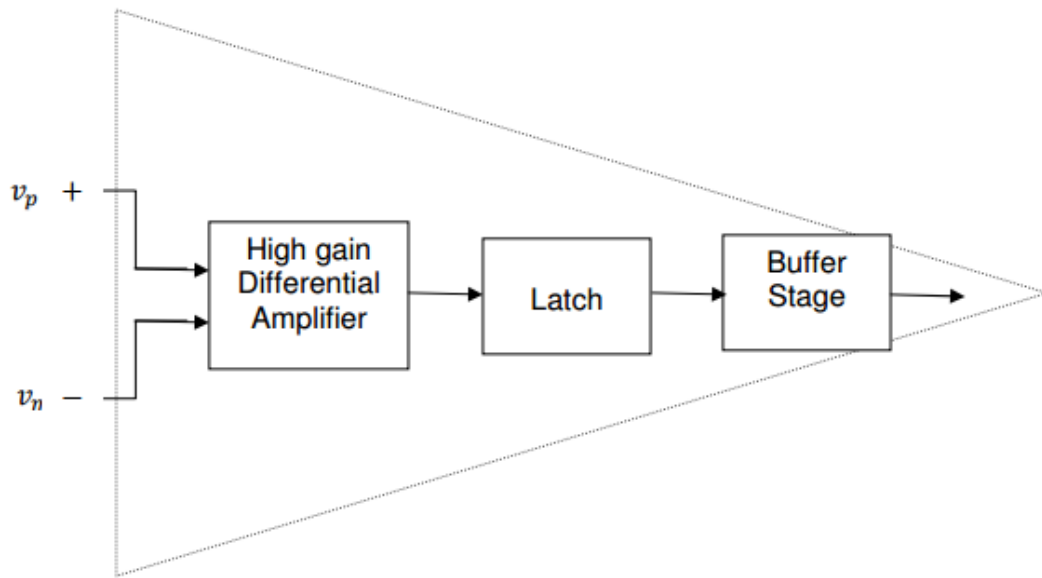 v_p +
High gain
Differential
Amplifier
Latch
Buffer
Stage
v_n −